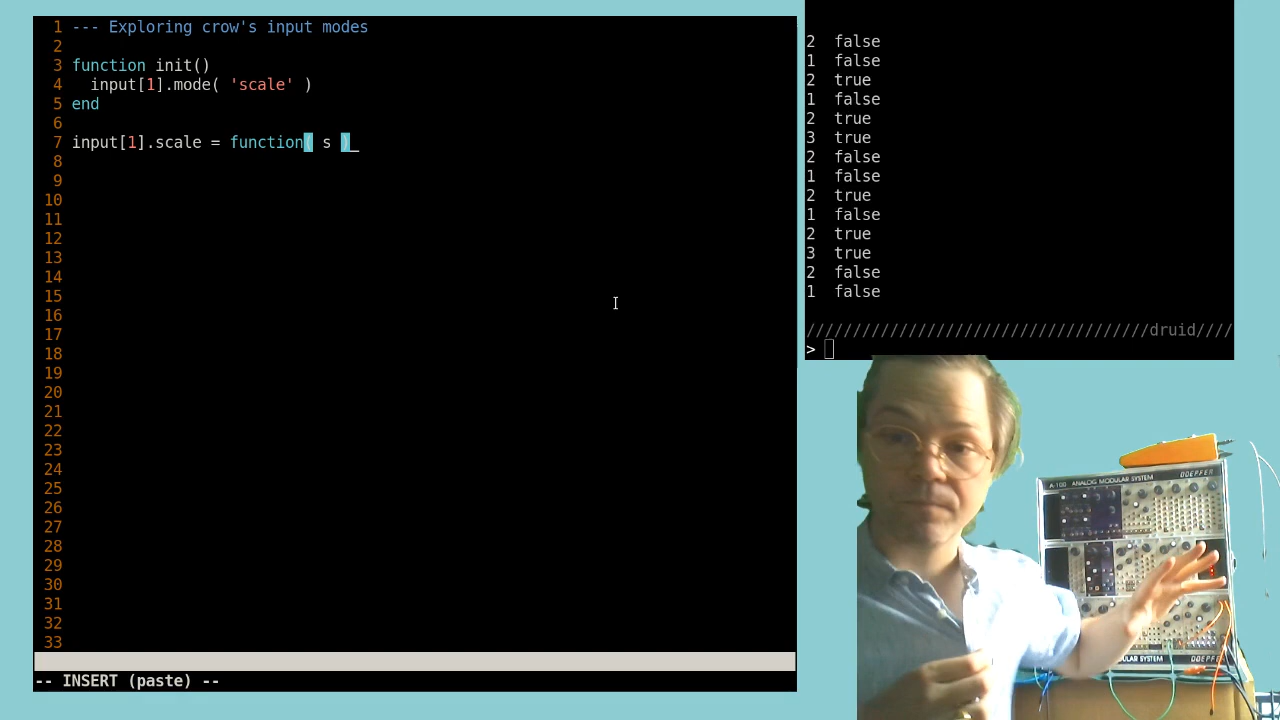 1 --- Exploring crow's input modes
2
3 function init()
4   input[1].mode( 'scale' )
5 end
6
7 input[1].scale = function( s )_
8
9
10
11
12
13
14
15
16
17
18
19
20
21
22
23
24
25
26
27
28
29
30
31
32
33
-- INSERT (paste) --
2  false
1  false
2  true
1  false
2  true
3  true
2  false
1  false
2  true
1  false
2  true
3  true
2  false
1  false
/////////////////////////////////////druid////
>
A-100 ANALOG MODULAR SYSTEM DOEPFER
MODULAR SYSTEM DOEPFER